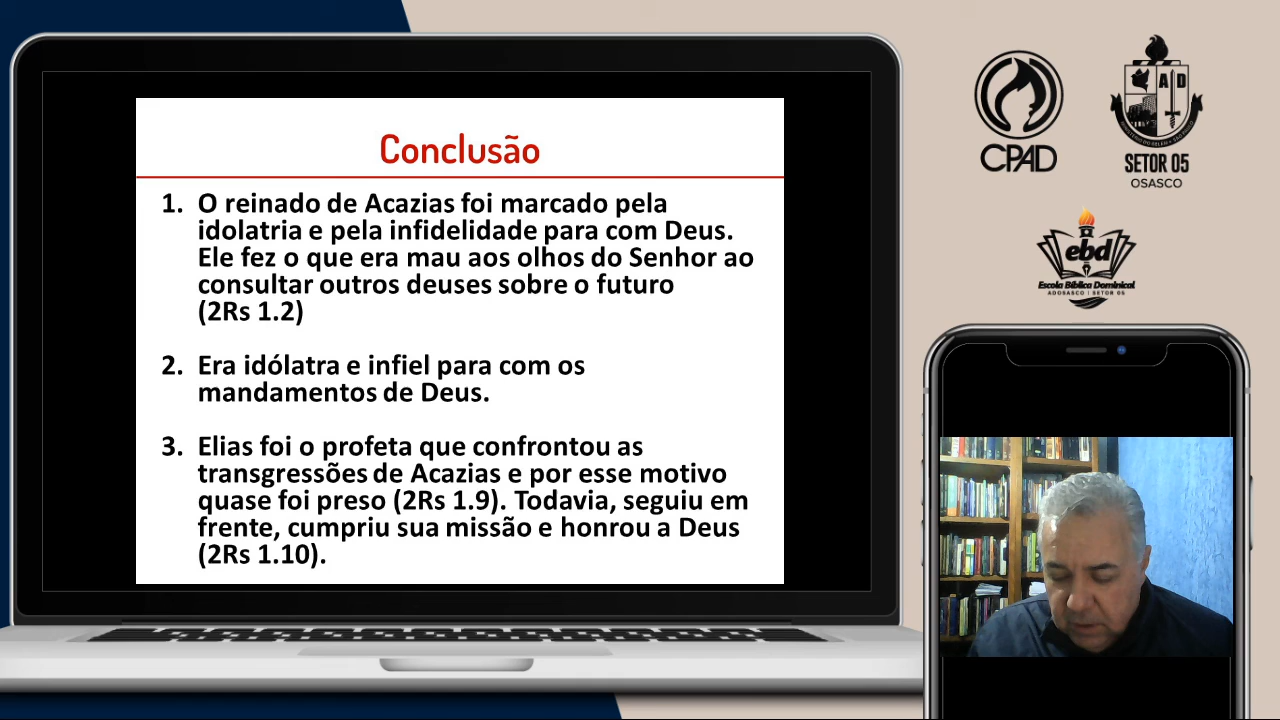 Conclusão
1. O reinado de Acazias foi marcado pela
idolatria e pela infidelidade para com Deus.
Ele fez o que era mau aos olhos do Senhor ao
consultar outros deuses sobre o futuro
(2Rs 1.2)
2. Era idólatra e infiel para com os
mandamentos de Deus.
3. Elias foi o profeta que confrontou as
transgressões de Acazias e por esse motivo
quase foi preso (2Rs 1.9). Todavia, seguiu em
frente, cumpriu sua missão e honrou a Deus
(2Rs 1.10).
CPAD
A D
SETOR 05
OSASCO
ebd
Escola Bíblica Dominical
ADOSASCO | SETOR 05